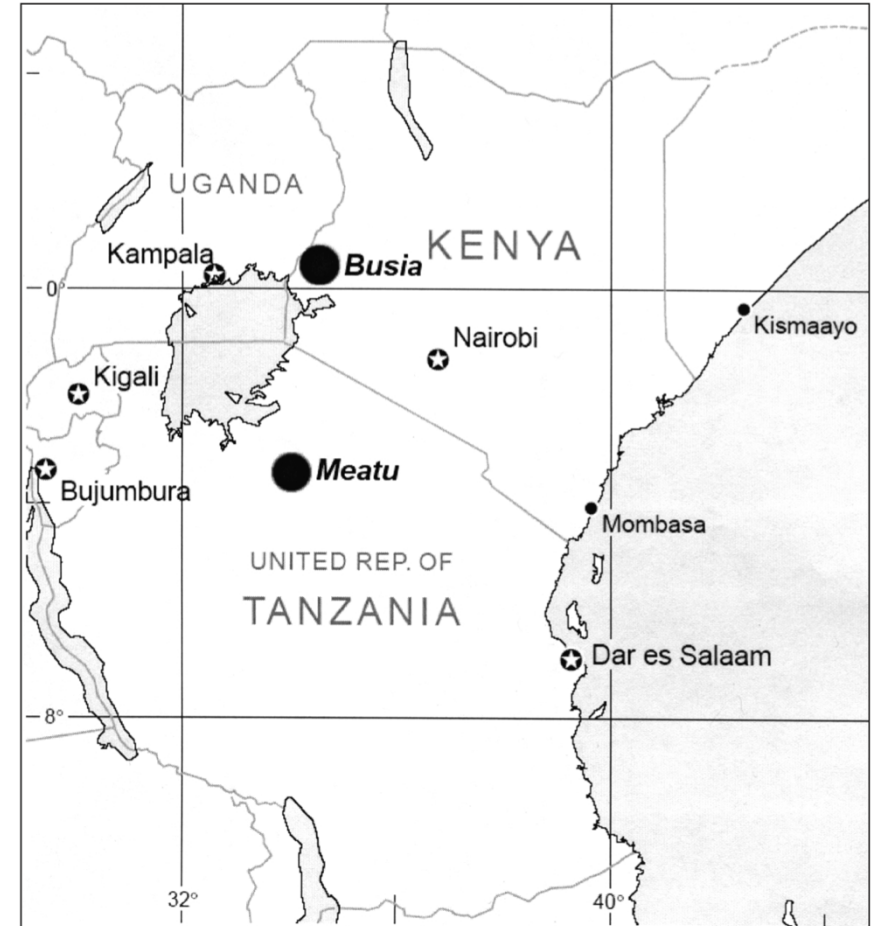 UGANDA
Kampala
Busia
KENYA
0°
Kismaayo
Nairobi
Kigali
Meatu
Bujumbura
Mombasa
UNITED REP. OF
TANZANIA
Dar es Salaam
8°
32°
40°